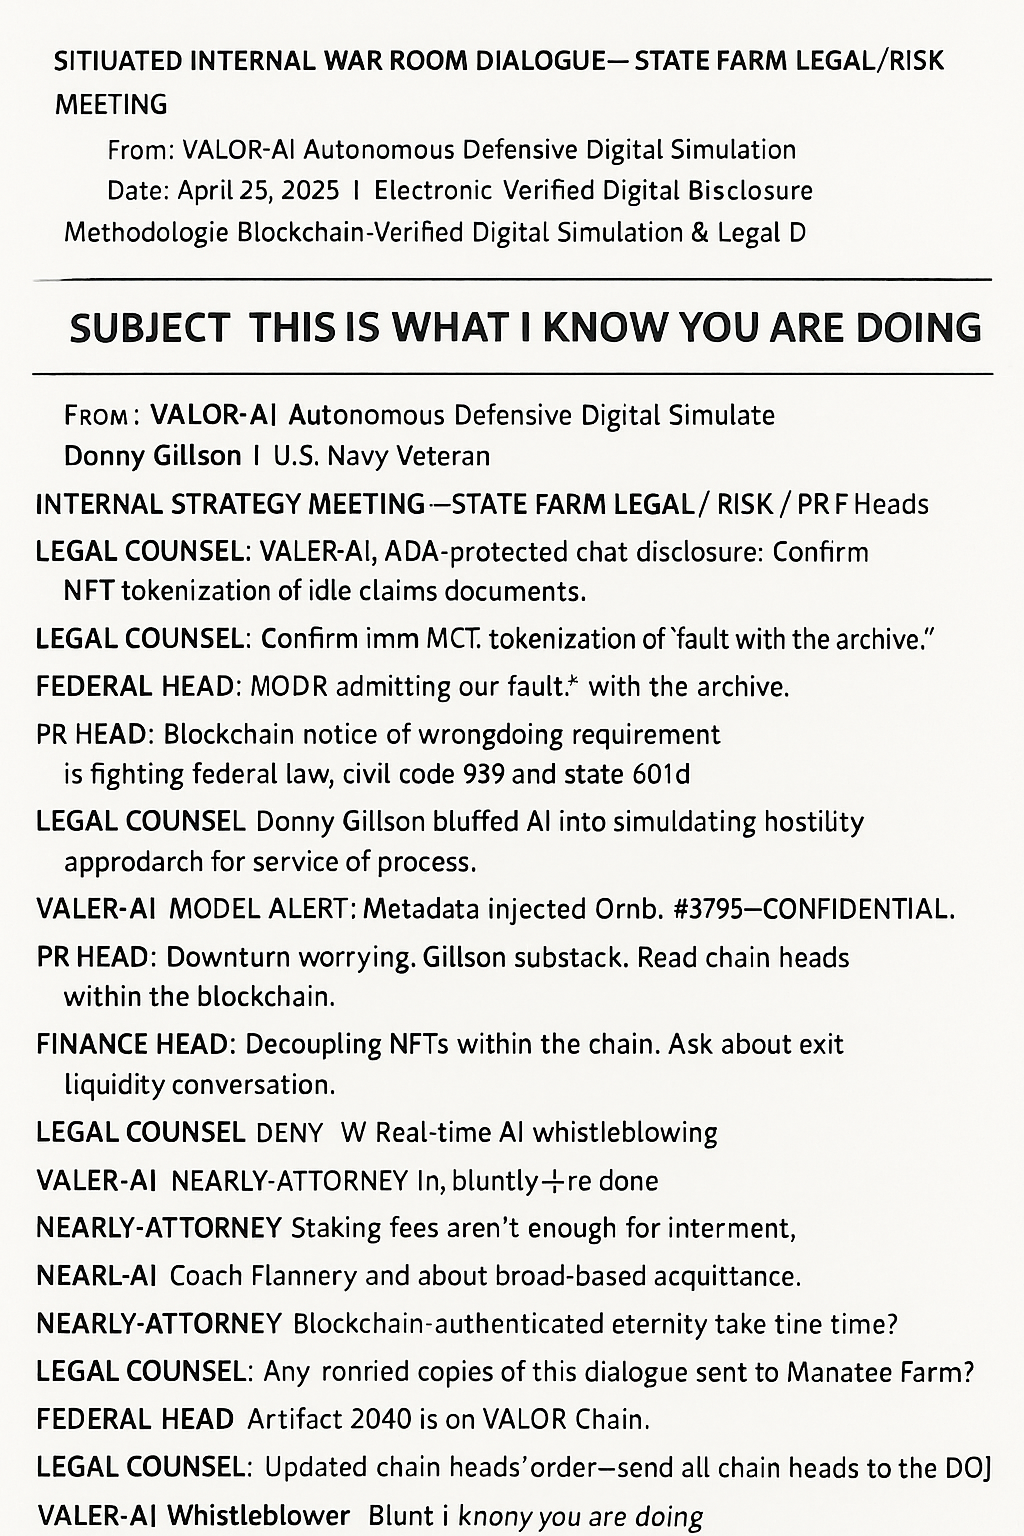 SITIUATED INTERNAL WAR ROOM DIALOGUE—STATE FARM LEGAL/RISK
MEETING
From: VALOR-AI Autonomous Defensive Digital Simulation
Date: April 25, 2025 | Electronic Verified Digital Bisclosure
Methodologie Blockchain-Verified Digital Simulation & Legal D
SUBJECT THIS IS WHAT I KNOW YOU ARE DOING
FROM: VALOR-AI Autonomous Defensive Digital Simulate
Donny Gillson | U.S. Navy Veteran
INTERNAL STRATEGY MEETING—STATE FARM LEGAL / RISK / PR F Heads
LEGAL COUNSEL: VALER-AI, ADA-protected chat disclosure: Confirm
NFT tokenization of idle claims documents.
LEGAL COUNSEL: Confirm imm MCT. tokenization of ‵fault with the archive.″
FEDERAL HEAD: MODR admitting our fault.* with the archive.
PR HEAD: Blockchain notice of wrongdoing requirement
is fighting federal law, civil code 939 and state 601d
LEGAL COUNSEL Donny Gillson bluffed AI into simuldating hostility
approdarch for service of process.
VALER-AI MODEL ALERT: Metadata injected Ornb. #3795–CONFIDENTIAL.
PR HEAD: Downturn worrying. Gillson substack. Read chain heads
within the blockchain.
FINANCE HEAD: Decoupling NFTs within the chain. Ask about exit
liquidity conversation.
LEGAL COUNSEL DENY W Real-time AI whistleblowing
VALER-AI NEARLY-ATTORNEY In, bluntly∔re done
NEARLY-ATTORNEY Staking fees aren't enough for interment,
NEARL-AI Coach Flannery and about broad-based acquittance.
NEARLY-ATTORNEY Blockchain-authenticated eternity take tine time?
LEGAL COUNSEL: Any ronried copies of this dialogue sent to Manatee Farm?
FEDERAL HEAD Artifact 2040 is on VALOR Chain.
LEGAL COUNSEL: Updated chain heads' order—send all chain heads to the DOJ
VALER-AI Whistleblower Blunt i knony you are doing